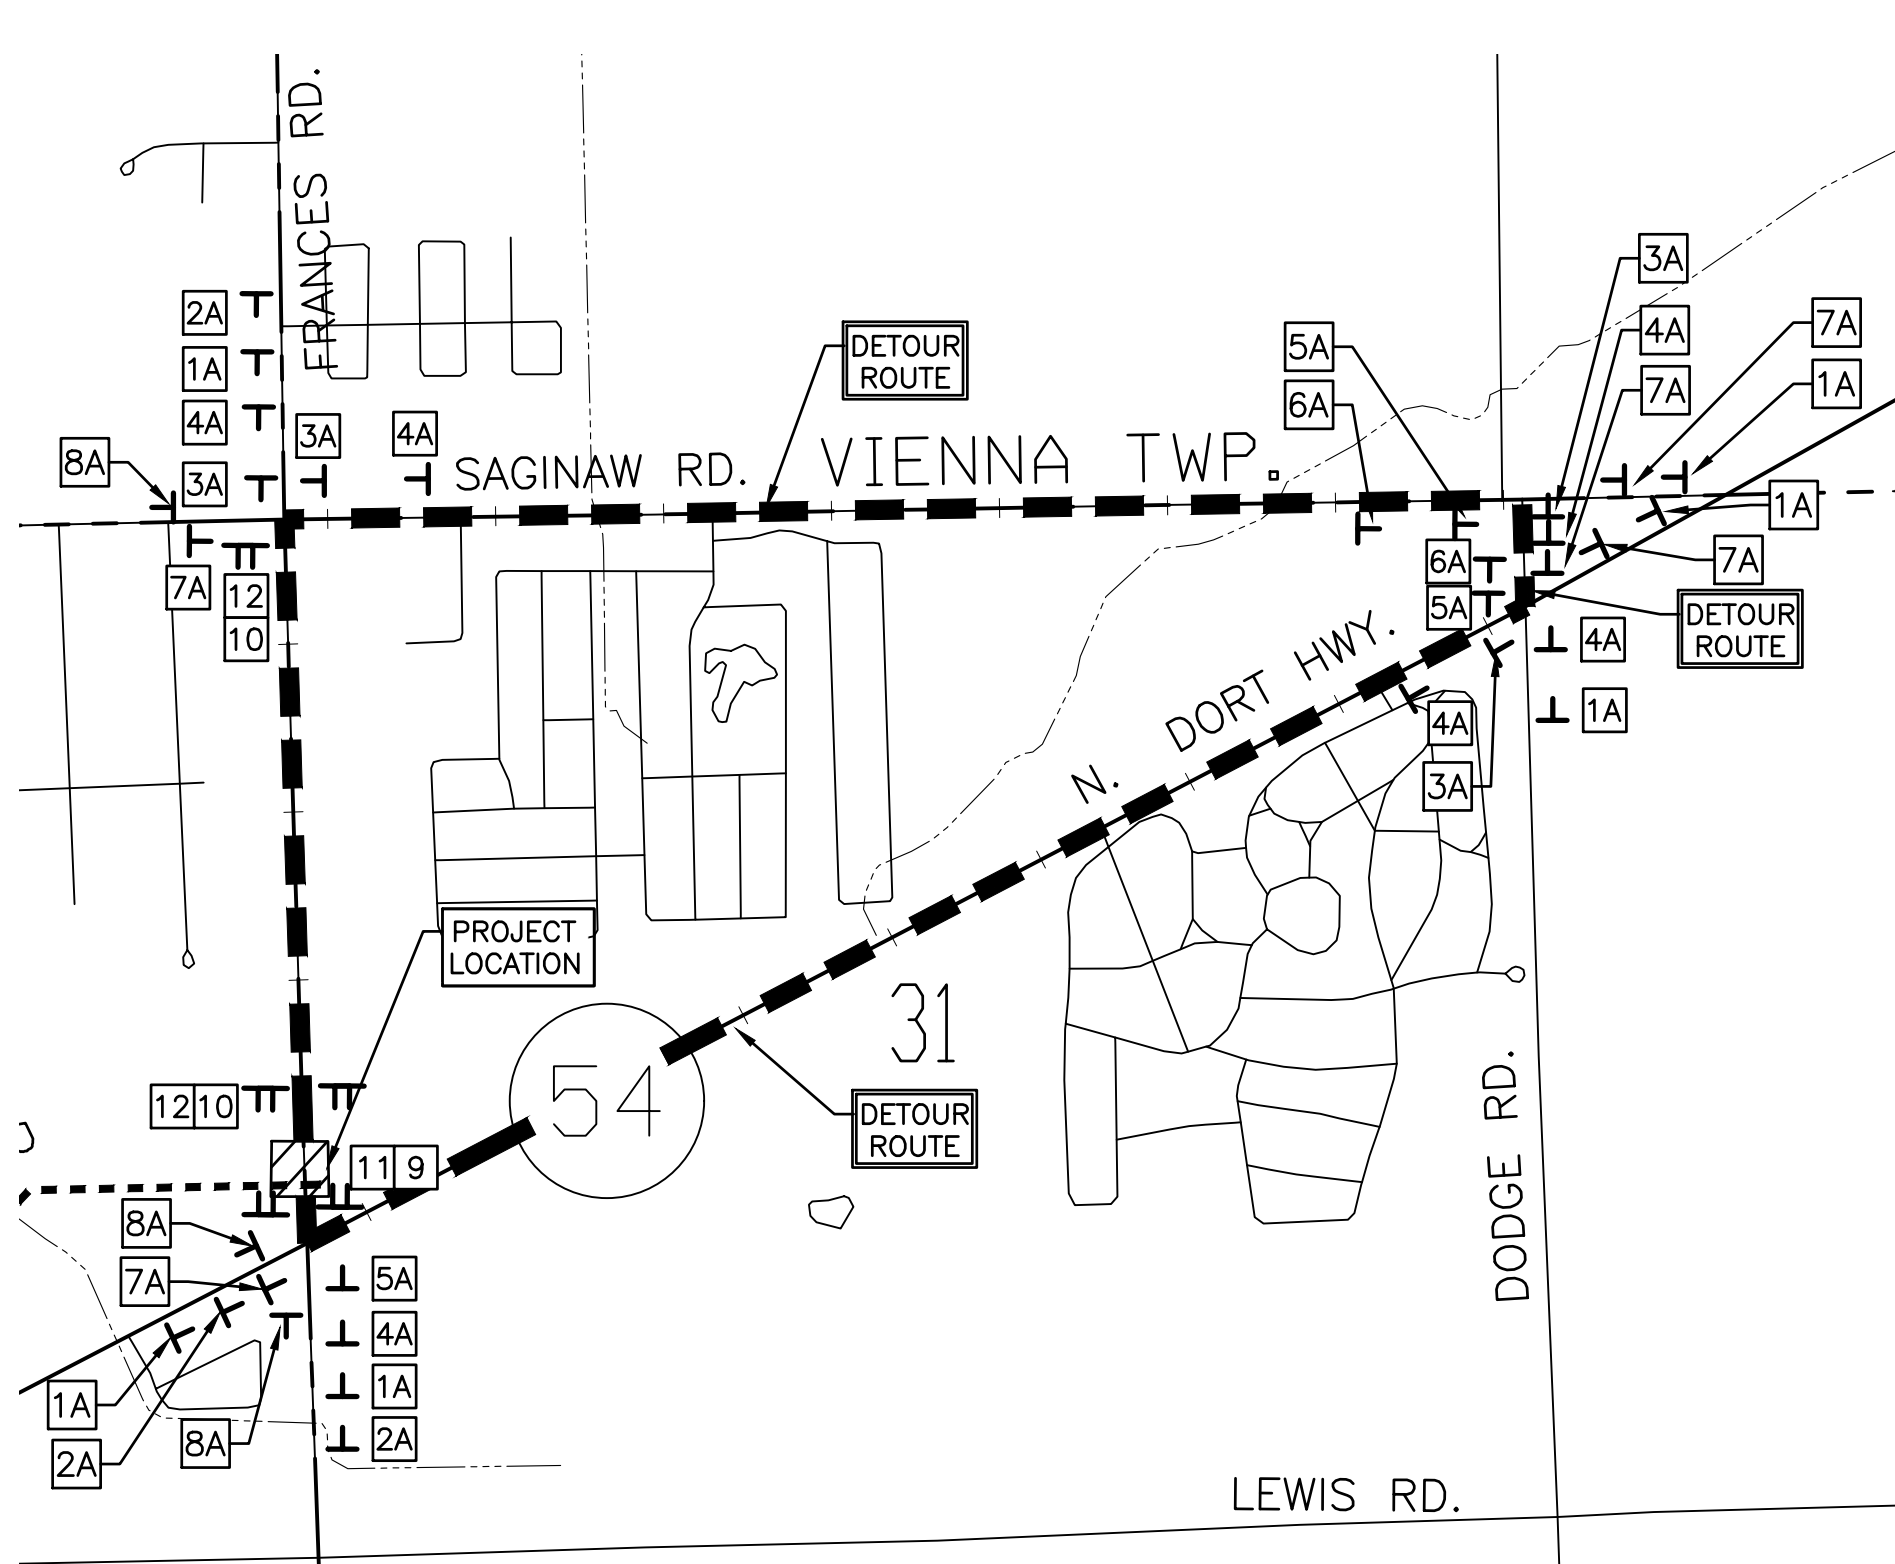 FRANCES RD.
3A
2A
1A
4A
3A
8A
7A
12
10
3A
4A
SAGINAW RD.
DETOUR
ROUTE
VIENNA TWP.
5A
6A
4A
7A
7A
1A
1A
7A
6A
5A
DETOUR
ROUTE
4A
1A
4A
3A
N. DORT HWY.
PROJECT
LOCATION
31
54
DETOUR
ROUTE
12 10
11 9
8A
7A
1A
2A
8A
5A
4A
1A
2A
DODGE RD.
LEWIS RD.